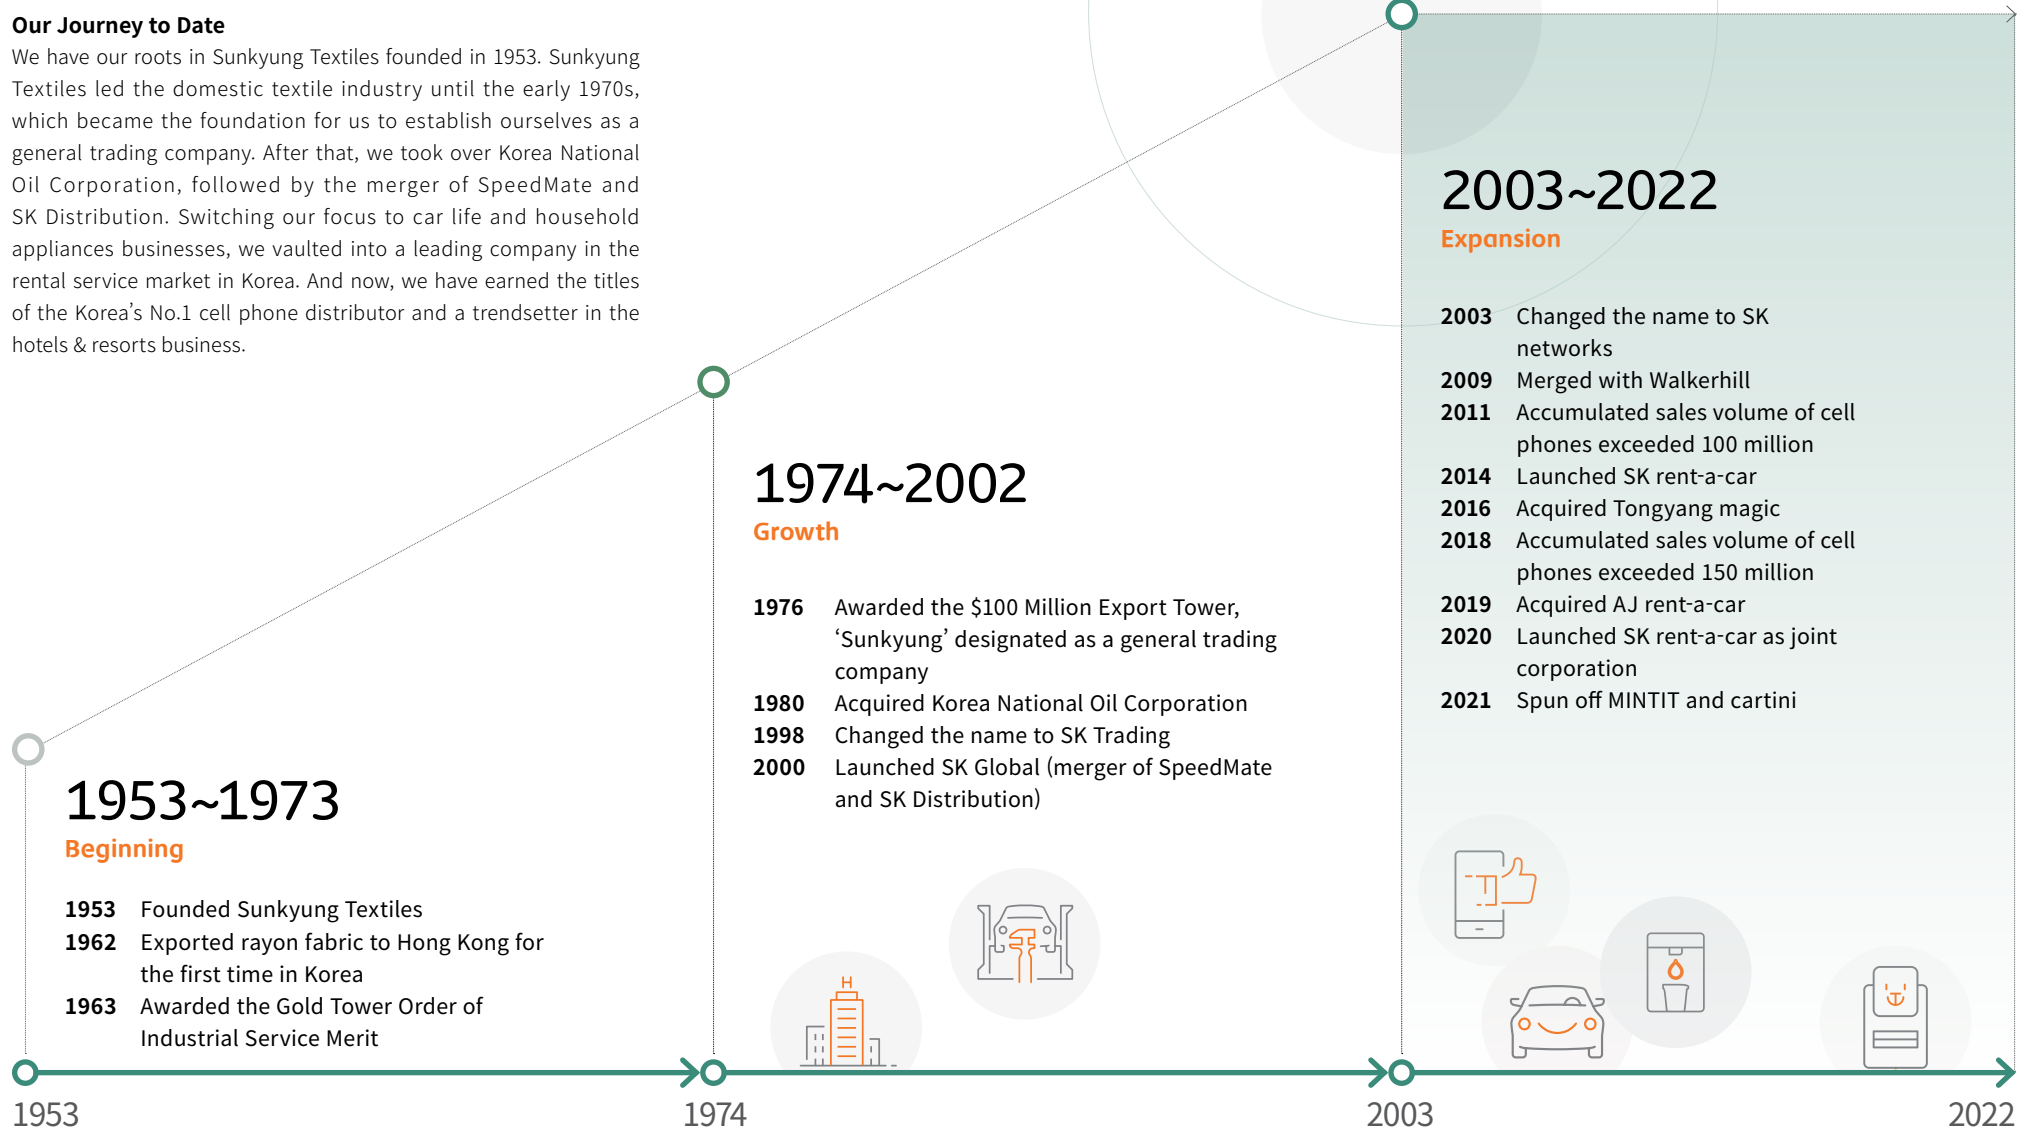 Our Journey to Date
We have our roots in Sunkyung Textiles founded in 1953. Sunkyung
Textiles led the domestic textile industry until the early 1970s,
which became the foundation for us to establish ourselves as a
general trading company. After that, we took over Korea National
Oil Corporation, followed by the merger of SpeedMate and
SK Distribution. Switching our focus to car life and household
appliances businesses, we vaulted into a leading company in the
rental service market in Korea. And now, we have earned the titles
of the Korea’s No.1 cell phone distributor and a trendsetter in the
hotels & resorts business.
1953~1973
Beginning
1953 Founded Sunkyung Textiles
1962 Exported rayon fabric to Hong Kong for
the first time in Korea
1963 Awarded the Gold Tower Order of
Industrial Service Merit
1974~2002
Growth
1976 Awarded the $100 Million Export Tower,
‘Sunkyung’ designated as a general trading
company
1980 Acquired Korea National Oil Corporation
1998 Changed the name to SK Trading
2000 Launched SK Global (merger of SpeedMate
and SK Distribution)
H
2003~2022
Expansion
2003 Changed the name to SK
networks
2009 Merged with Walkerhill
2011 Accumulated sales volume of cell
phones exceeded 100 million
2014 Launched SK rent-a-car
2016 Acquired Tongyang magic
2018 Accumulated sales volume of cell
phones exceeded 150 million
2019 Acquired AJ rent-a-car
2020 Launched SK rent-a-car as joint
corporation
2021 Spun off MINTIT and cartini
1953
1974
2003
2022